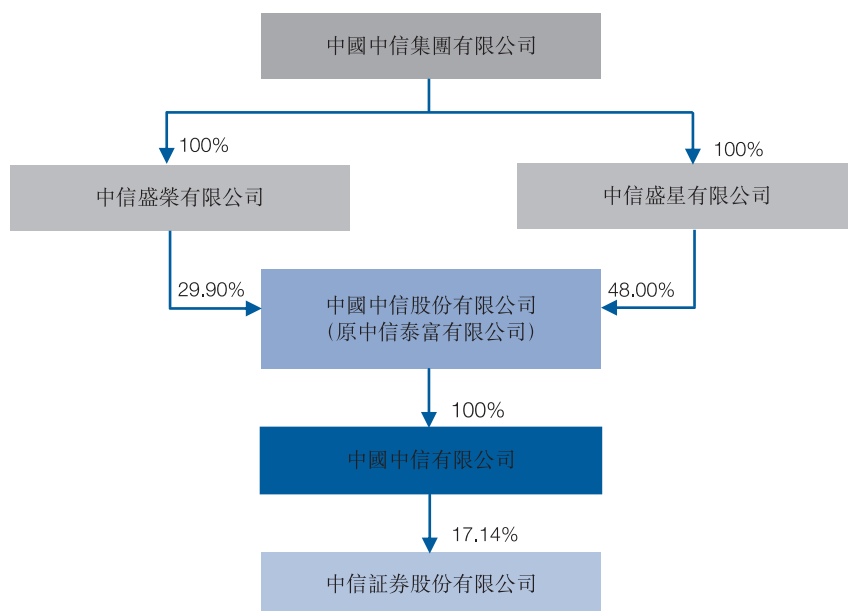 中國中信集團有限公司
100%
100%
中信盛榮有限公司
中信盛星有限公司
29.90%
48.00%
中國中信股份有限公司
(原中信泰富有限公司)
100%
中國中信有限公司
17.14%
中信証券股份有限公司